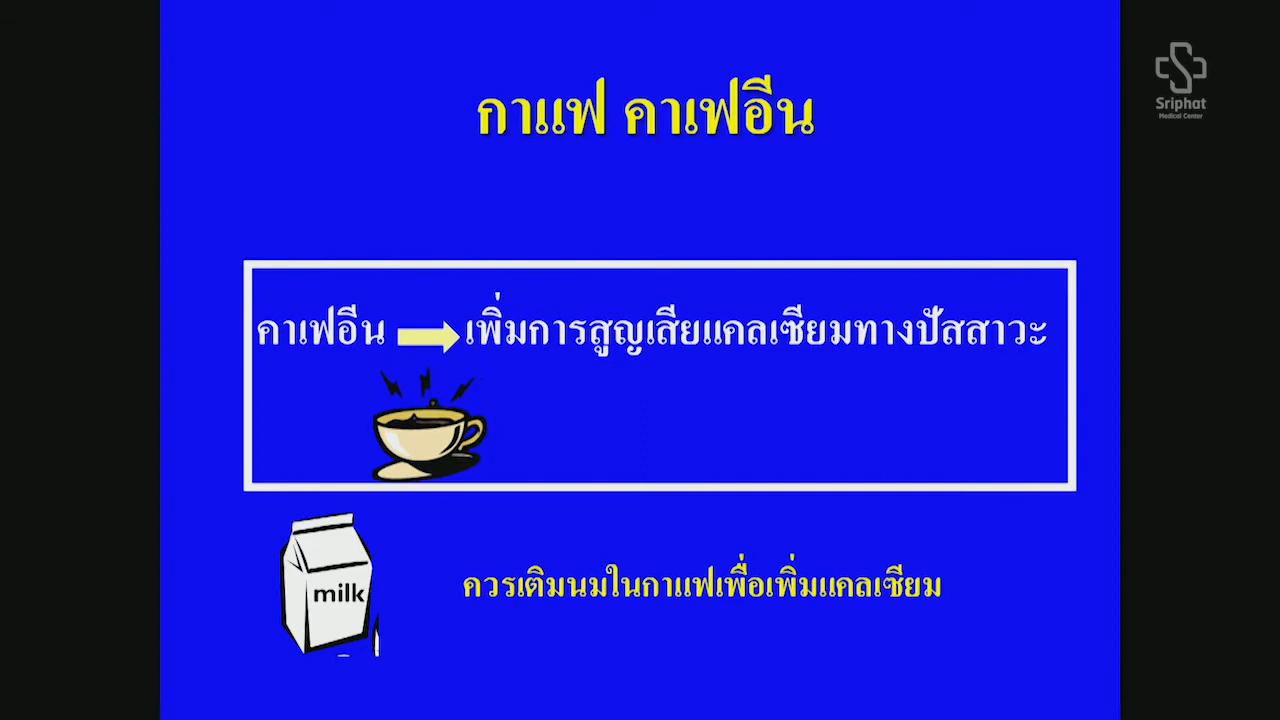 กาแฟ คาเฟอีน
Sriphat
Medical Center
คาเฟอีน เพิ่มการสูญเสียแคลเซียมทางปัสสาวะ
milk
ควรเติมนมในกาแฟเพื่อเพิ่มแคลเซียม